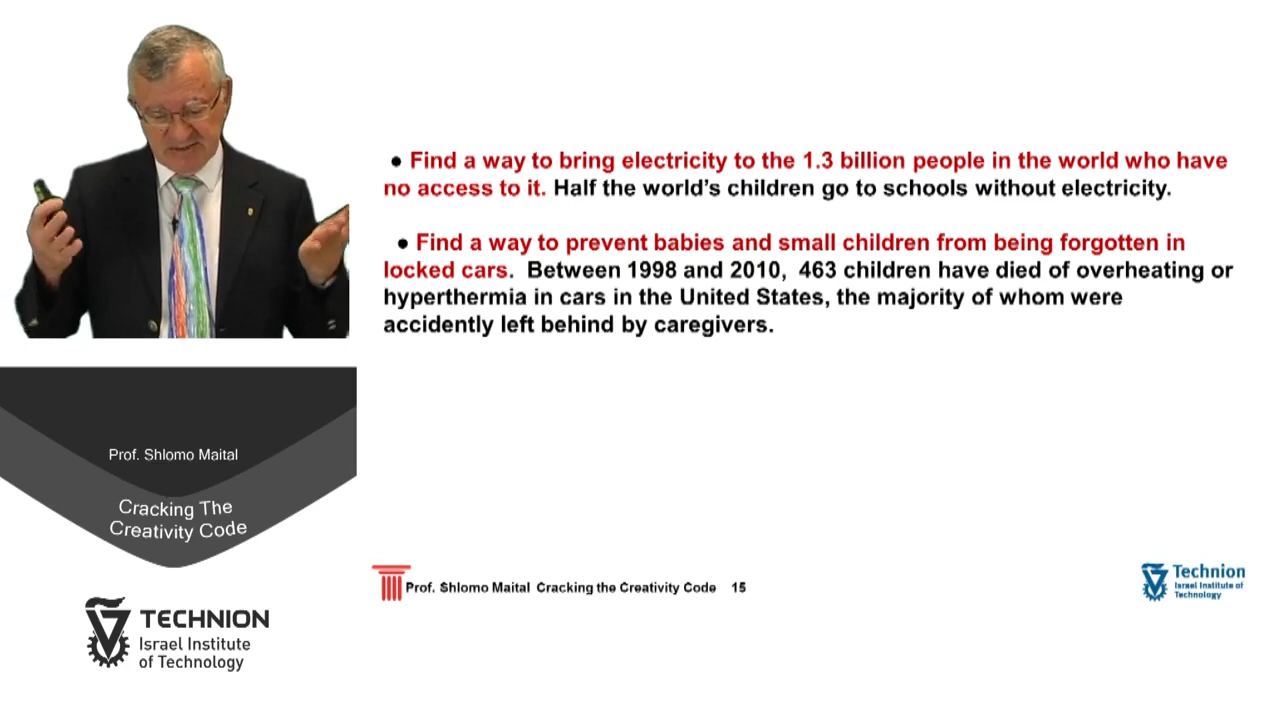 ● Find a way to bring electricity to the 1.3 billion people in the world who have
no access to it. Half the world's children go to schools without electricity.
● Find a way to prevent babies and small children from being forgotten in
locked cars. Between 1998 and 2010, 463 children have died of overheating or
hyperthermia in cars in the United States, the majority of whom were
accidently left behind by caregivers.
Prof. Shlomo Maital
Cracking The
Creativity Code
Prof. Shlomo Maital Cracking the Creativity Code 15
Technion
Israel Institute of
Technology
TECHNION
Israel Institute
of Technology